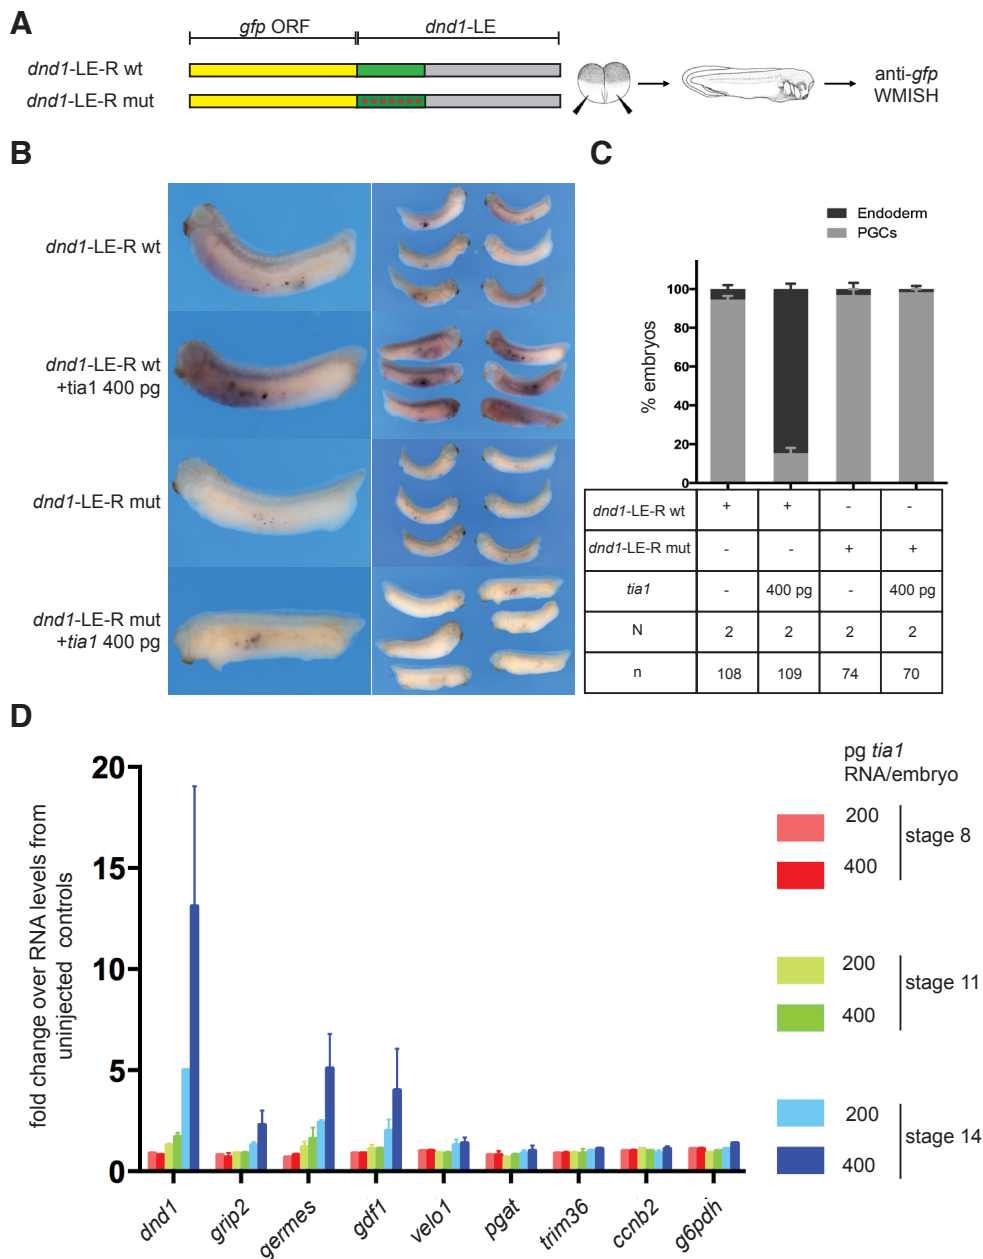 A
gfp ORF
dnd1-LE
dnd1-LE-R wt
dnd1-LE-R mut
anti-gfp
WMISH
B
dnd1-LE-R wt
dnd1-LE-R wt
+tia1 400 pg
dnd1-LE-R mut
dnd1-LE-R mut
+tia1 400 pg
C
Endoderm
PGCs
% embryos
100
80
60
40
20
0
dnd1-LE-R wt + + - -
dnd1-LE-R mut - - + +
tia1 - 400 pg - 400 pg
N 2 2 2 2
n 108 109 74 70
D
fold change over RNA levels from
uninjected controls
20
15
10
5
0
dnd1 grip2 germes gdf1 velo1 pgat trim36 ccnb2 g6pdh
pg tia1
RNA/embryo
200
400
stage 8
200
400
stage 11
200
400
stage 14